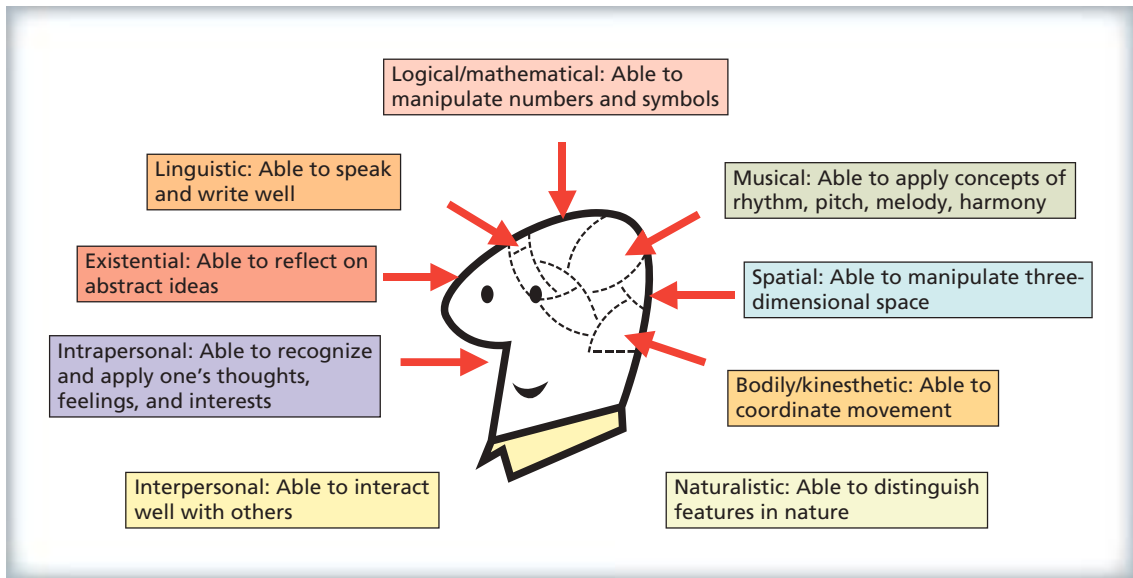 Logical/mathematical: Able to
manipulate numbers and symbols
Linguistic: Able to speak
and write well
Musical: Able to apply concepts of
rhythm, pitch, melody, harmony
Existential: Able to reflect on
abstract ideas
Spatial: Able to manipulate three-
dimensional space
Intrapersonal: Able to recognize
and apply one’s thoughts,
feelings, and interests
Bodily/kinesthetic: Able to
coordinate movement
Interpersonal: Able to interact
well with others
Naturalistic: Able to distinguish
features in nature